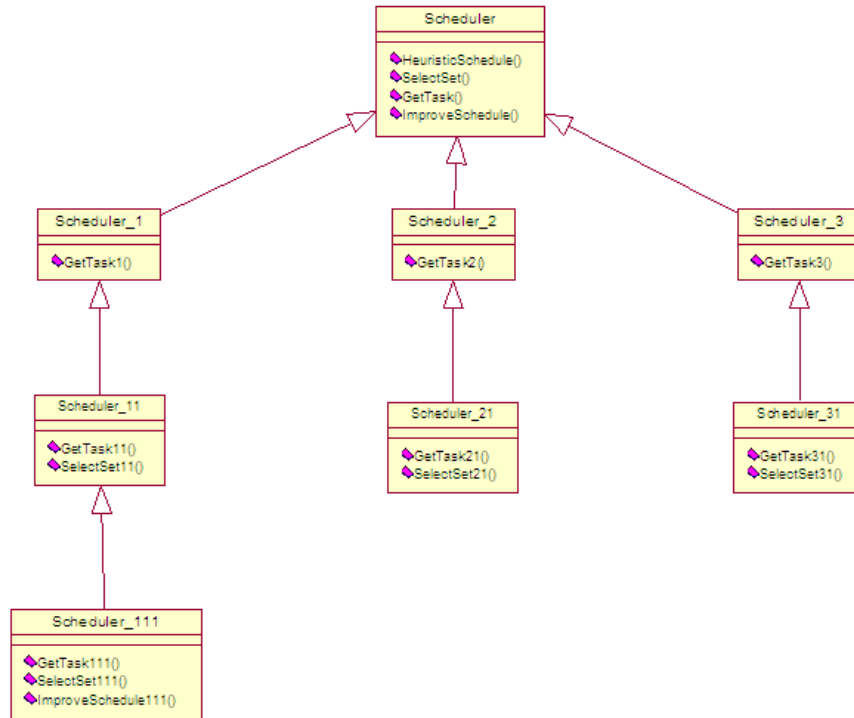 Scheduler
HeuristicSchedule()
SelectSet()
GetTask()
ImproveSchedule()
Scheduler_1
GetTask1()
Scheduler_2
GetTask2()
Scheduler_3
GetTask3()
Scheduler_11
GetTask11()
SelectSet11()
Scheduler_21
GetTask21()
SelectSet21()
Scheduler_31
GetTask31()
SelectSet31()
Scheduler_111
GetTask111()
SelectSet111()
ImproveSchedule111()